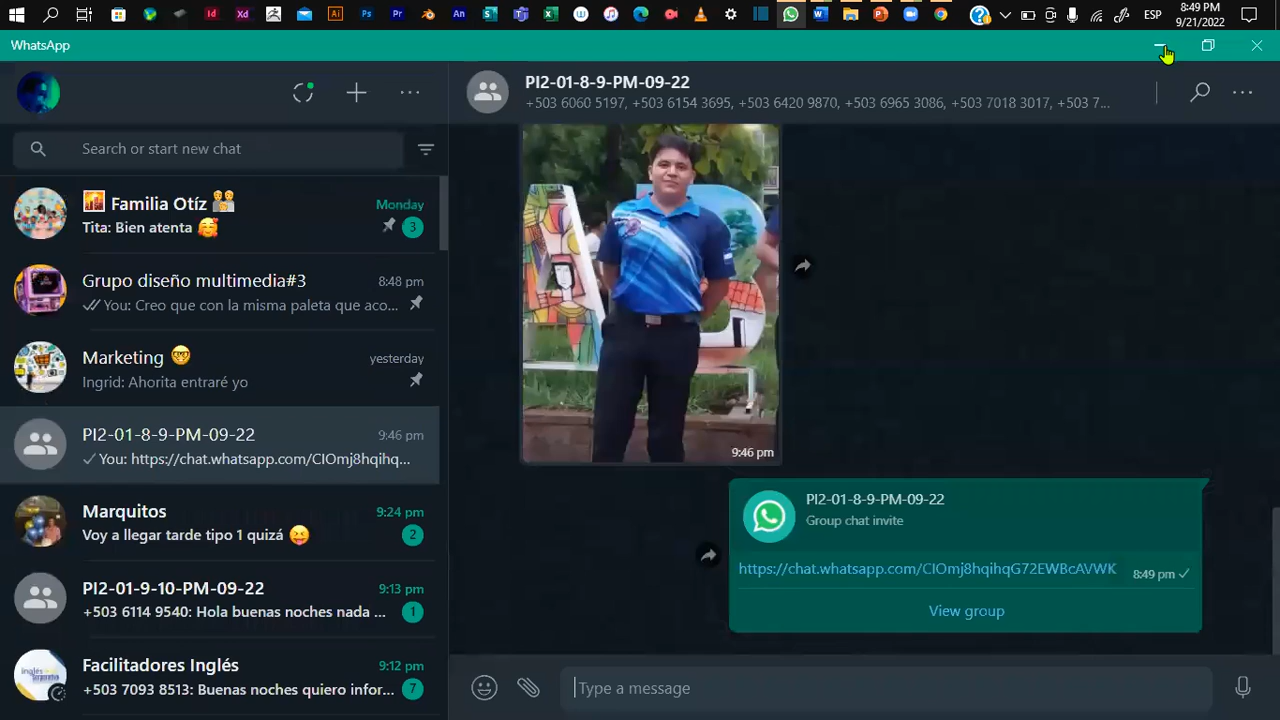 Id
Xd
Ai
Ps
Pr
An
ESP
8:49 PM
9/21/2022
WhatsApp
Search or start new chat
Familia Otíz
Monday
Tita: Bien atenta 🥰
3
Grupo diseño multimedia#3
8:48 pm
You: Creo que con la misma paleta que aco...
Marketing 🤓
yesterday
Ingrid: Ahorita entraré yo
PI2-01-8-9-PM-09-22
9:46 pm
You: https://chat.whatsapp.com/CIOmj8hqihq...
Marquitos
9:24 pm
Voy a llegar tarde tipo 1 quizá 😝
2
PI2-01-9-10-PM-09-22
9:13 pm
+503 6114 9540: Hola buenas noches nada ...
1
Facilitadores Inglés
9:12 pm
+503 7093 8513: Buenas noches quiero infor...
7
PI2-01-8-9-PM-09-22
+503 6060 5197, +503 6154 3695, +503 6420 9870, +503 6965 3086, +503 7018 3017, +503 7...
9:46 pm
PI2-01-8-9-PM-09-22
Group chat invite
https://chat.whatsapp.com/CIOmj8hqihqG72EWBcAVWK
8:49 pm
View group
Type a message